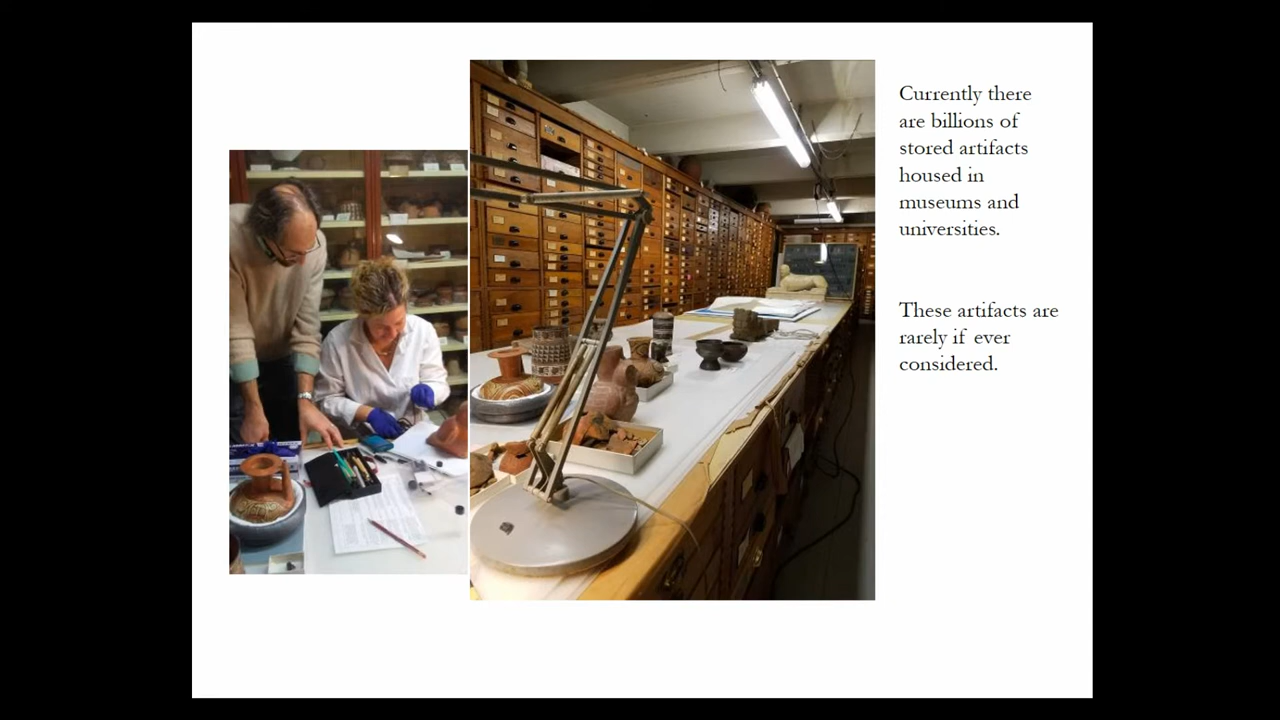 Currently there
are billions of
stored artifacts
housed in
museums and
universities.
These artifacts are
rarely if ever
considered.